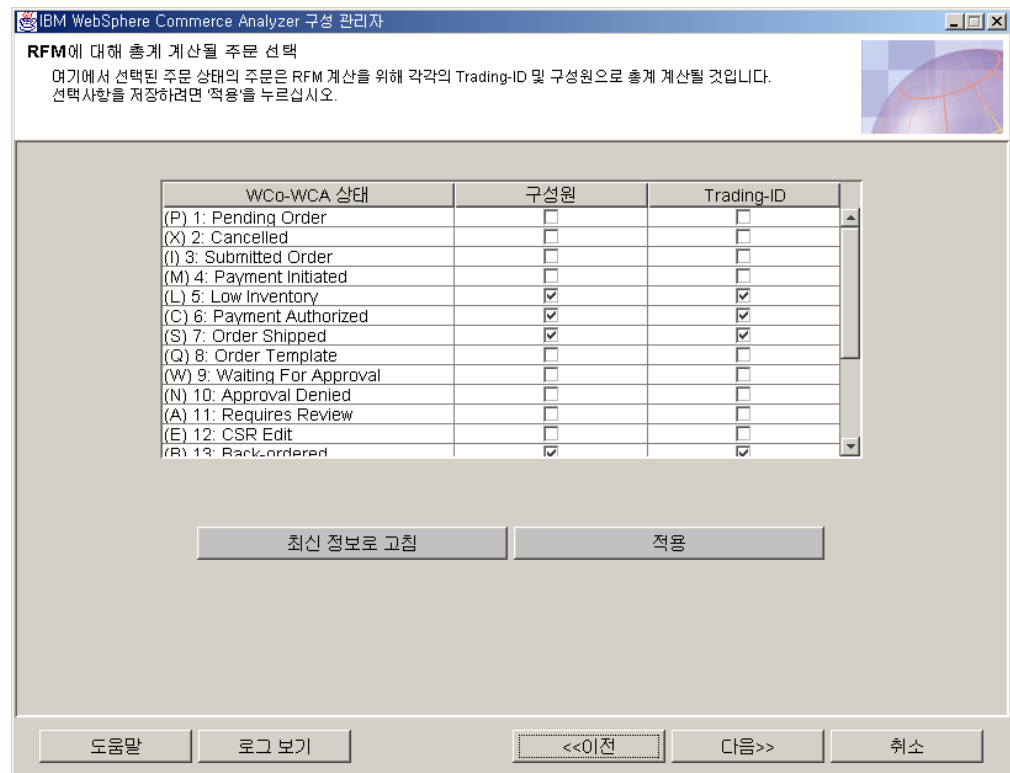 IBM WebSphere Commerce Analyzer 구성 관리자
RFM에 대해 총계 계산될 주문 선택
여기에서 선택된 주문 상태의 주문은 RFM 계산을 위해 각각의 Trading-ID 및 구성원으로 총계 계산될 것입니다.
선택사항을 저장하려면 '적용'을 누르십시오.
WCo-WCA 상태 구성원 Trading-ID
(P) 1: Pending Order
(X) 2: Cancelled
(I) 3: Submitted Order
(M) 4: Payment Initiated
(L) 5: Low Inventory
(C) 6: Payment Authorized
(S) 7: Order Shipped
(Q) 8: Order Template
(W) 9: Waiting For Approval
(N) 10: Approval Denied
(A) 11: Requires Review
(E) 12: CSR Edit
(B) 13: Back-ordered
최신 정보로 고침 적용
도움말 로그 보기 <<이전 다음>> 취소